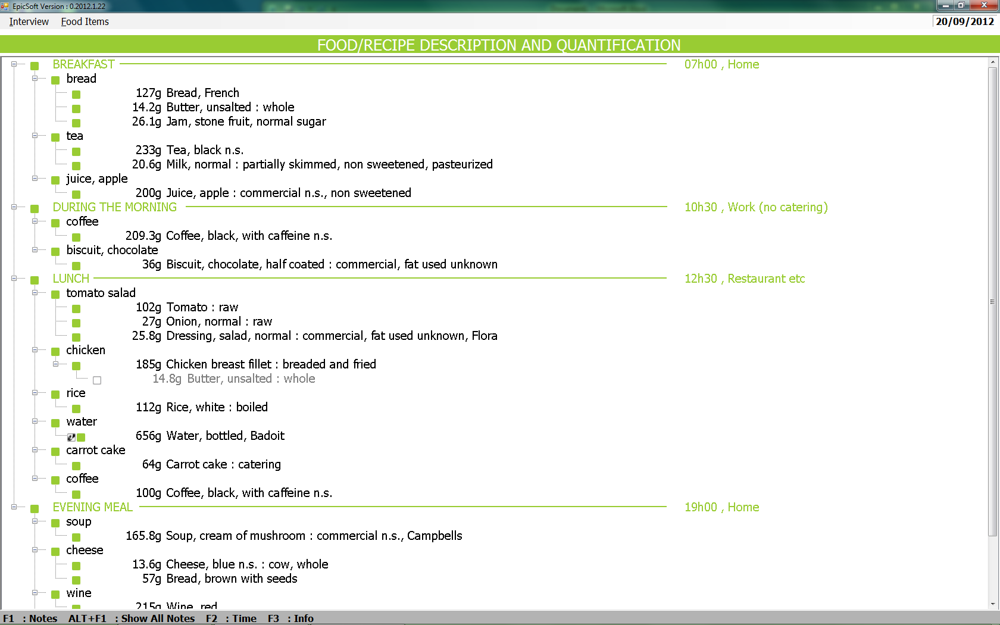 EpicSoft Version : 0.2012.1.22
Interview Food Items 20/09/2012
FOOD/RECIPE DESCRIPTION AND QUANTIFICATION
BREAKFAST 07h00 , Home
bread
127g Bread, French
14.2g Butter, unsalted : whole
26.1g Jam, stone fruit, normal sugar
tea
233g Tea, black n.s.
20.6g Milk, normal : partially skimmed, non sweetened, pasteurized
juice, apple
200g Juice, apple : commercial n.s., non sweetened
DURING THE MORNING 10h30 , Work (no catering)
coffee
209.3g Coffee, black, with caffeine n.s.
biscuit, chocolate
36g Biscuit, chocolate, half coated : commercial, fat used unknown
LUNCH 12h30 , Restaurant etc
tomato salad
102g Tomato : raw
27g Onion, normal : raw
25.8g Dressing, salad, normal : commercial, fat used unknown, Flora
chicken
185g Chicken breast fillet : breaded and fried
14.8g Butter, unsalted : whole
rice
112g Rice, white : boiled
water
656g Water, bottled, Badoit
carrot cake
64g Carrot cake : catering
coffee
100g Coffee, black, with caffeine n.s.
EVENING MEAL 19h00 , Home
soup
165.8g Soup, cream of mushroom : commercial n.s., Campbells
cheese
13.6g Cheese, blue n.s. : cow, whole
57g Bread, brown with seeds
wine
215g Wine, red
F1 : Notes ALT+F1 : Show All Notes F2 : Time F3 : Info